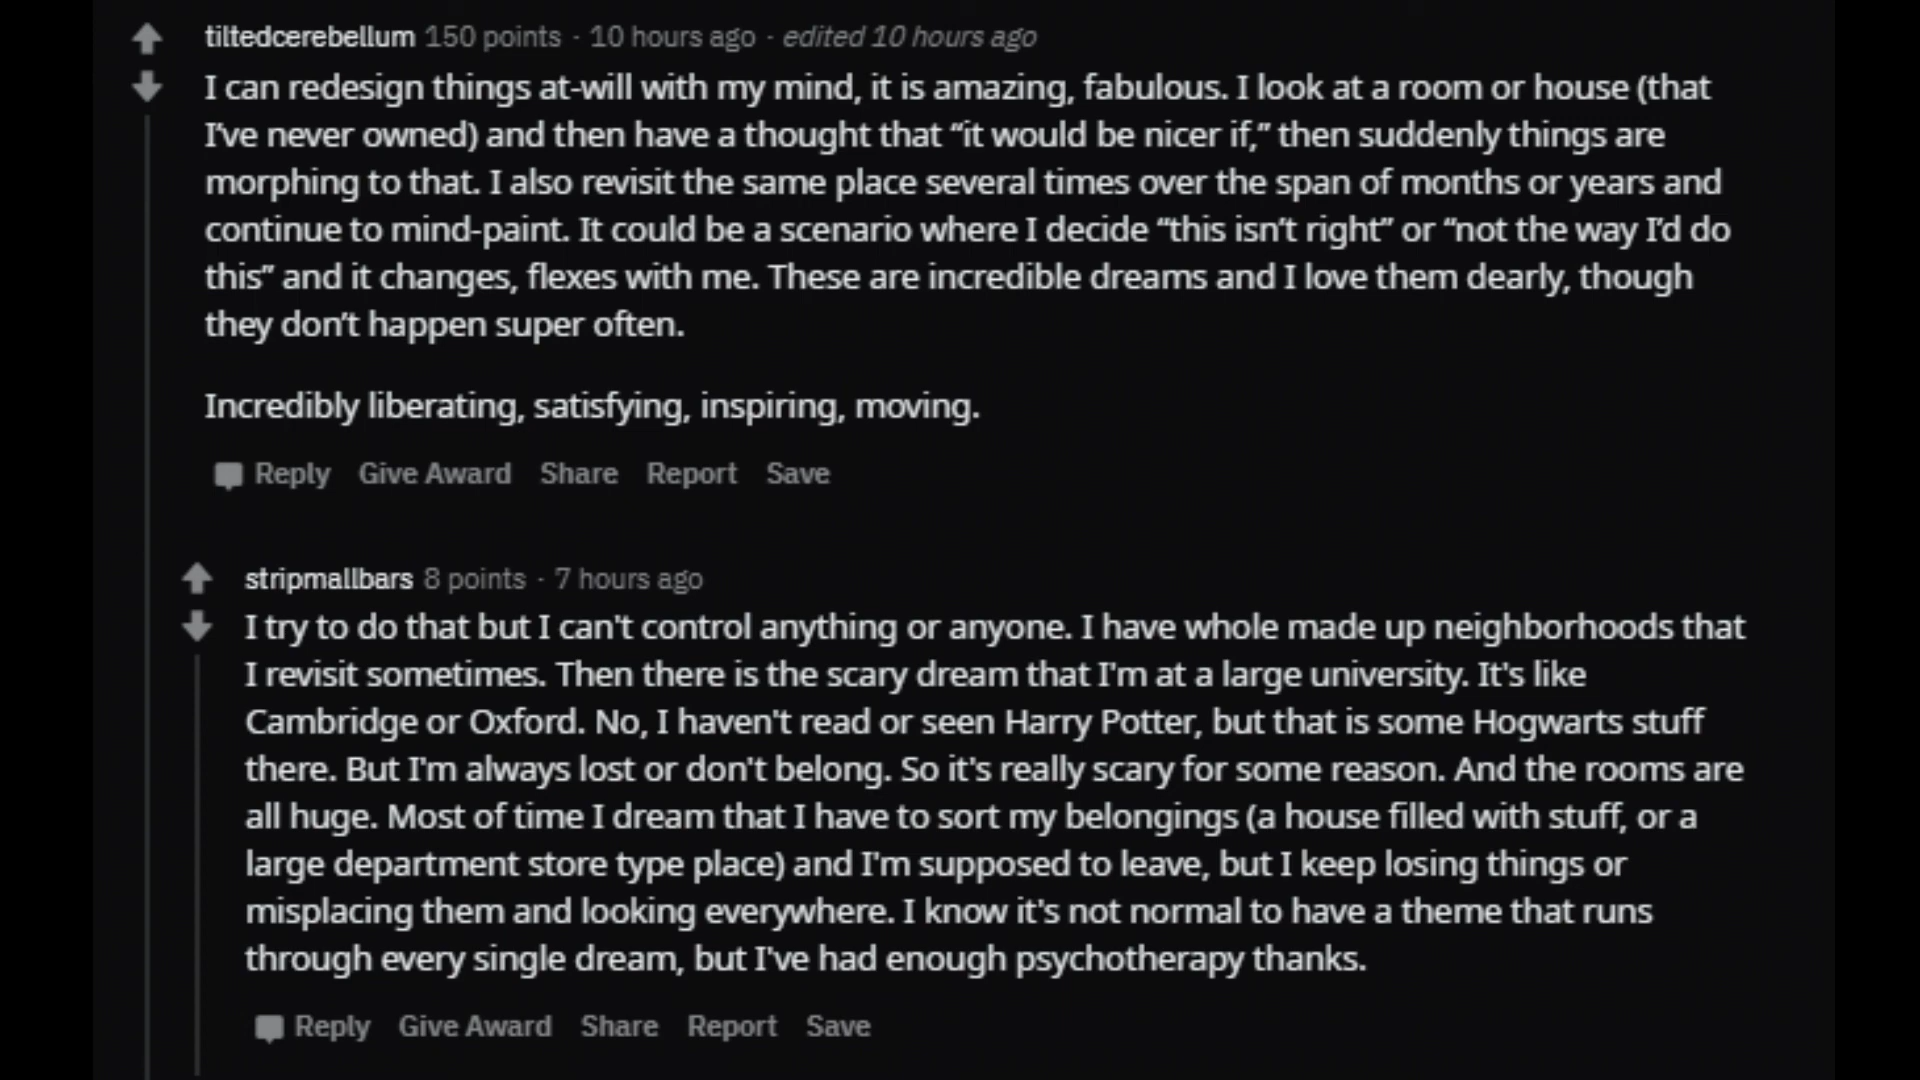 tiltedcerebellum 150 points · 10 hours ago · edited 10 hours ago
I can redesign things at-will with my mind, it is amazing, fabulous. I look at a room or house (that
I’ve never owned) and then have a thought that “it would be nicer if,” then suddenly things are
morphing to that. I also revisit the same place several times over the span of months or years and
continue to mind-paint. It could be a scenario where I decide “this isn’t right” or “not the way I’d do
this” and it changes, flexes with me. These are incredible dreams and I love them dearly, though
they don’t happen super often.
Incredibly liberating, satisfying, inspiring, moving.
Reply Give Award Share Report Save
stripmallbars 8 points · 7 hours ago
I try to do that but I can't control anything or anyone. I have whole made up neighborhoods that
I revisit sometimes. Then there is the scary dream that I'm at a large university. It's like
Cambridge or Oxford. No, I haven't read or seen Harry Potter, but that is some Hogwarts stuff
there. But I'm always lost or don't belong. So it's really scary for some reason. And the rooms are
all huge. Most of time I dream that I have to sort my belongings (a house filled with stuff, or a
large department store type place) and I'm supposed to leave, but I keep losing things or
misplacing them and looking everywhere. I know it's not normal to have a theme that runs
through every single dream, but I've had enough psychotherapy thanks.
Reply Give Award Share Report Save